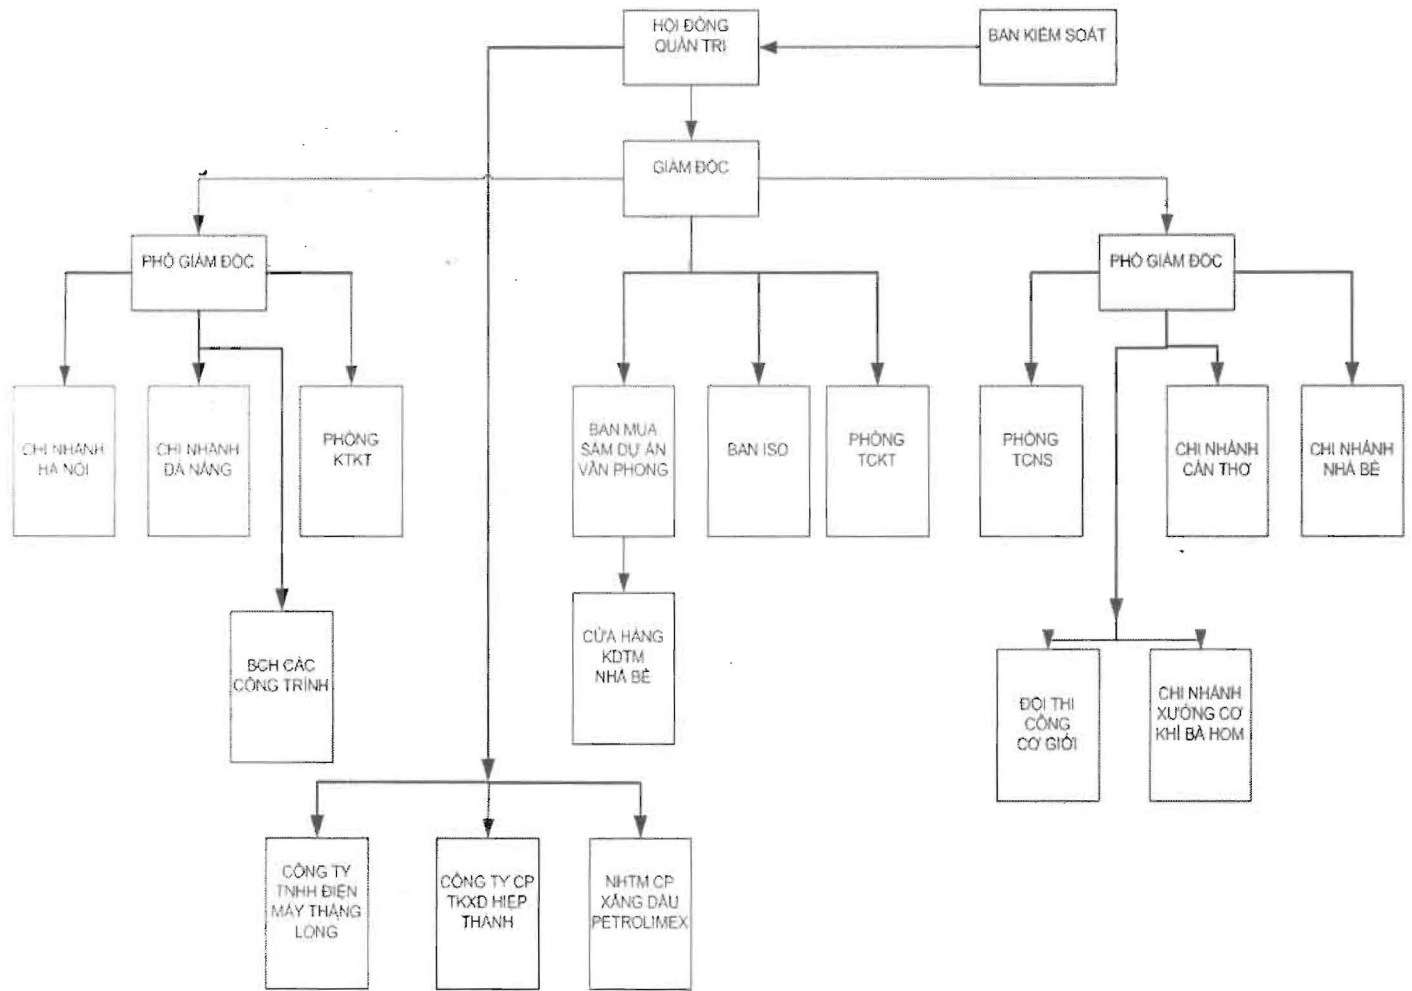 HỘI ĐỒNG
QUẢN TRỊ
BAN KIỂM SOÁT
GIÁM ĐỐC
PHÓ GIÁM ĐỐC
PHÓ GIÁM ĐỐC
CHI NHÁNH
HÀ NỘI
CHI NHÁNH
ĐÀ NẴNG
PHÒNG
KTKT
BAN MUA
SẮM DỰ ÁN
VÂN PHONG
BAN ISO
PHÒNG
TCKT
PHÒNG
TCNS
CHI NHÁNH
CẦN THƠ
CHI NHÁNH
NHÀ BÈ
BCH CÁC
CÔNG TRÌNH
CỬA HÀNG
KDTM
NHÀ BÈ
ĐỘI THI
CÔNG
CƠ GIỚI
CHI NHÁNH
XƯỞNG CƠ
KHÍ BÀ HOM
CÔNG TY
TNHH ĐIỆN
MÁY THĂNG
LONG
CÔNG TY CP
TKXD HIỆP
THÀNH
NHTM CP
XĂNG DẦU
PETROLIMEX